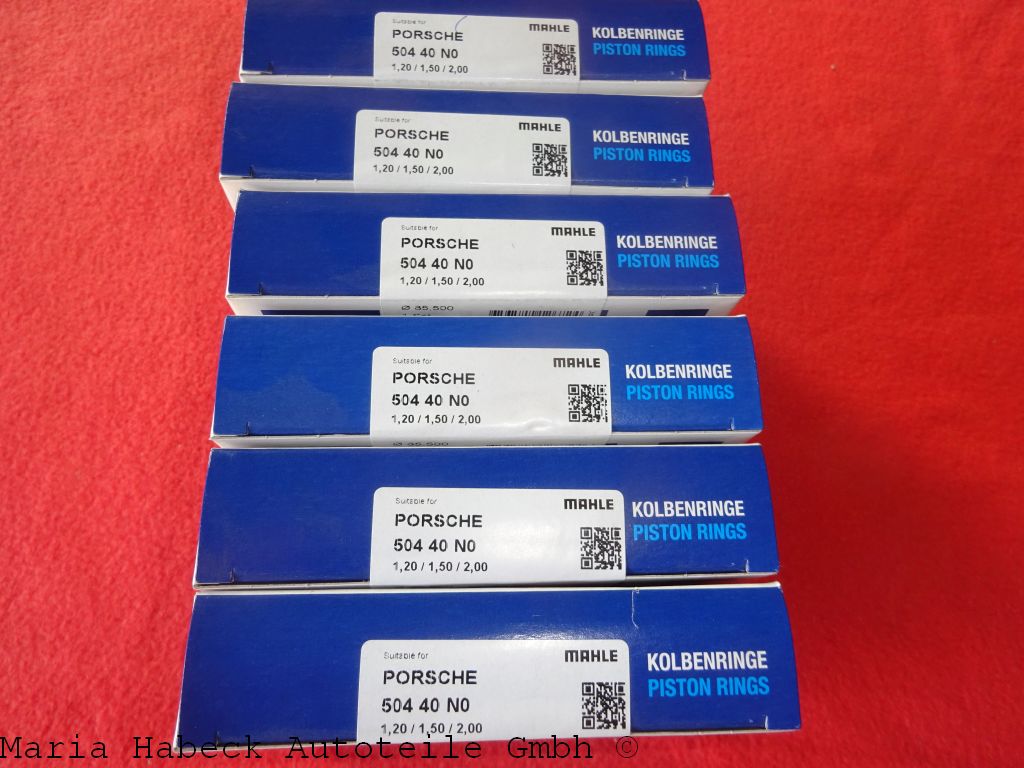 Suitable for
PORSCHE
504 40 N0
1,20 / 1,50 / 2,00
MAHLE
KOLBENRINGE
PISTON RINGS
Suitable for
PORSCHE
504 40 N0
1,20 / 1,50 / 2,00
MAHLE
KOLBENRINGE
PISTON RINGS
Suitable for
PORSCHE
504 40 N0
1,20 / 1,50 / 2,00
MAHLE
KOLBENRINGE
PISTON RINGS
Ø 85,500
Suitable for
PORSCHE
504 40 N0
1,20 / 1,50 / 2,00
MAHLE
KOLBENRINGE
PISTON RINGS
Suitable for
PORSCHE
504 40 N0
1,20 / 1,50 / 2,00
MAHLE
KOLBENRINGE
PISTON RINGS
Suitable for
PORSCHE
504 40 N0
1,20 / 1,50 / 2,00
MAHLE
KOLBENRINGE
PISTON RINGS
Maria Habeck Autoteile Gmbh ©